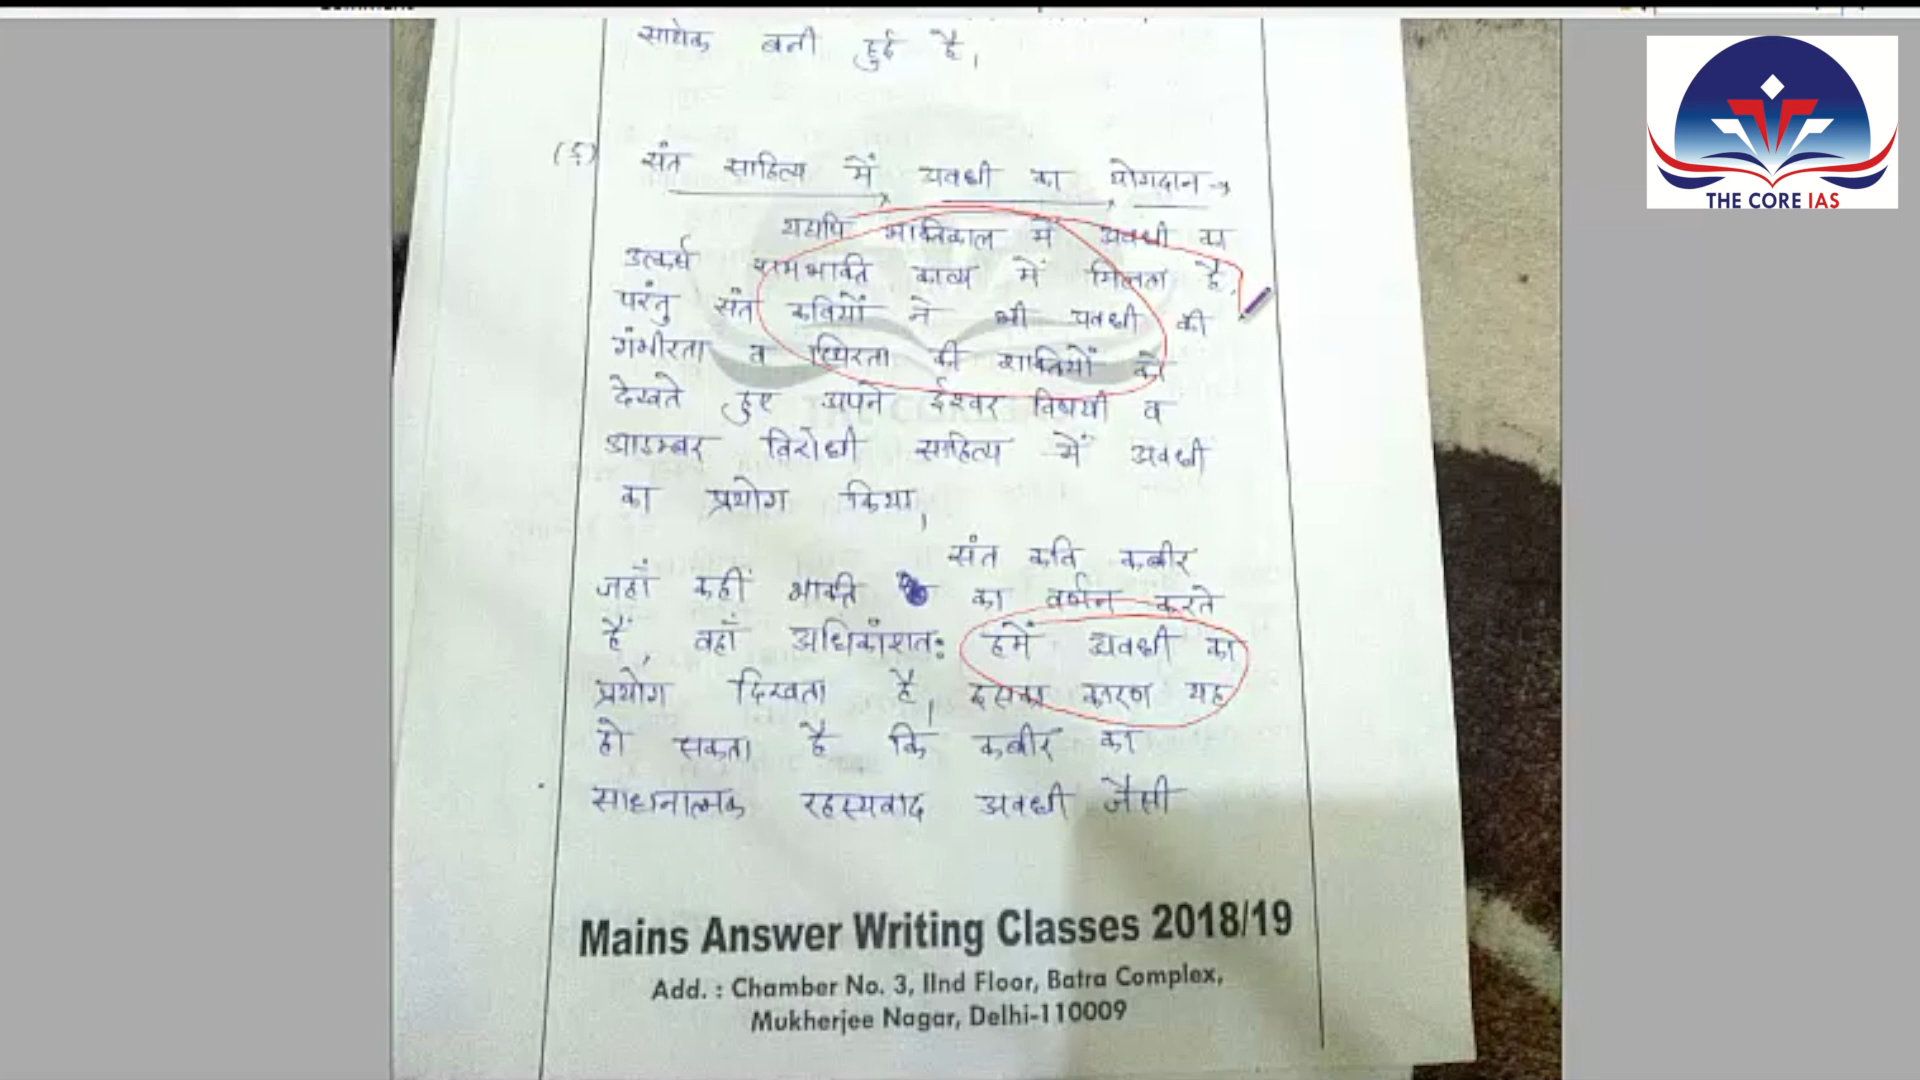 सार्थक बनी हुई है।
THE CORE IAS
(ई) संत साहित्य में अवधी का योगदान →
यद्यपि भक्तिकाल में अवधी का
उत्कर्ष रामभक्ति काव्य में मिलता है,
परंतु संत कवियों ने भी अवधी की
गंभीरता व स्थिरता की शक्तियों को
देखते हुए अपने ईश्वर विषयी व
आडम्बर विरोधी साहित्य में अवधी
का प्रयोग किया।
संत कवि कबीर
जहाँ कहीं भक्ति का वर्णन करते
हैं, वहाँ अधिकांशतः हमें अवधी का
प्रयोग दिखता है। इसका कारण यह
हो सकता है कि कबीर का
साधनात्मक रहस्यवाद अवधी जैसी
Mains Answer Writing Classes 2018/19
Add. : Chamber No. 3, IInd Floor, Batra Complex,
Mukherjee Nagar, Delhi-110009